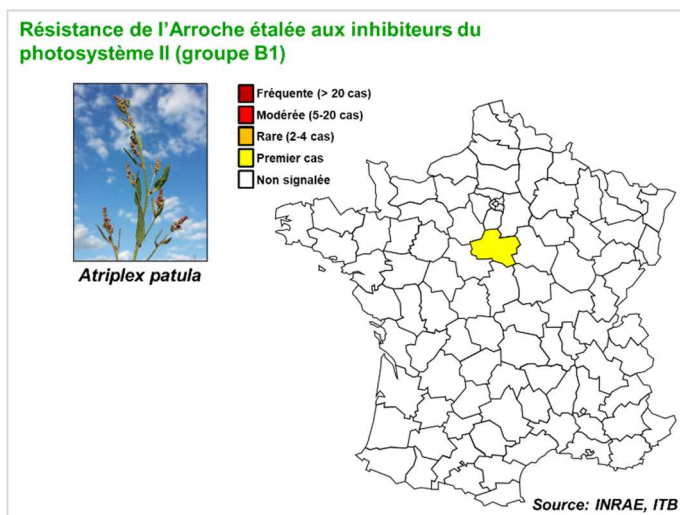 Résistance de l'Arroche étalée aux inhibiteurs du
photosystème II (groupe B1)
Fréquente (> 20 cas)
Modérée (5-20 cas)
Rare (2-4 cas)
Premier cas
Non signalée
Atriplex patula
Source: INRAE, ITB